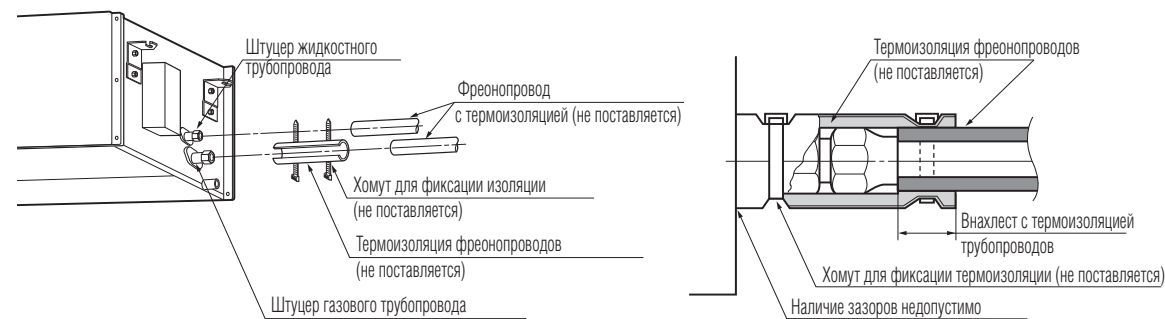 Штуцер жидкостного
трубопровода
Фреонопровод
с термоизоляцией (не поставляется)
Хомут для фиксации изоляции
(не поставляется)
Термоизоляция фреонопроводов
(не поставляется)
Штуцер газового трубопровода
Термоизоляция фреонопроводов
(не поставляется)
Внахлест с термоизоляцией
трубопроводов
Хомут для фиксации термоизоляции (не поставляется)
Наличие зазоров недопустимо